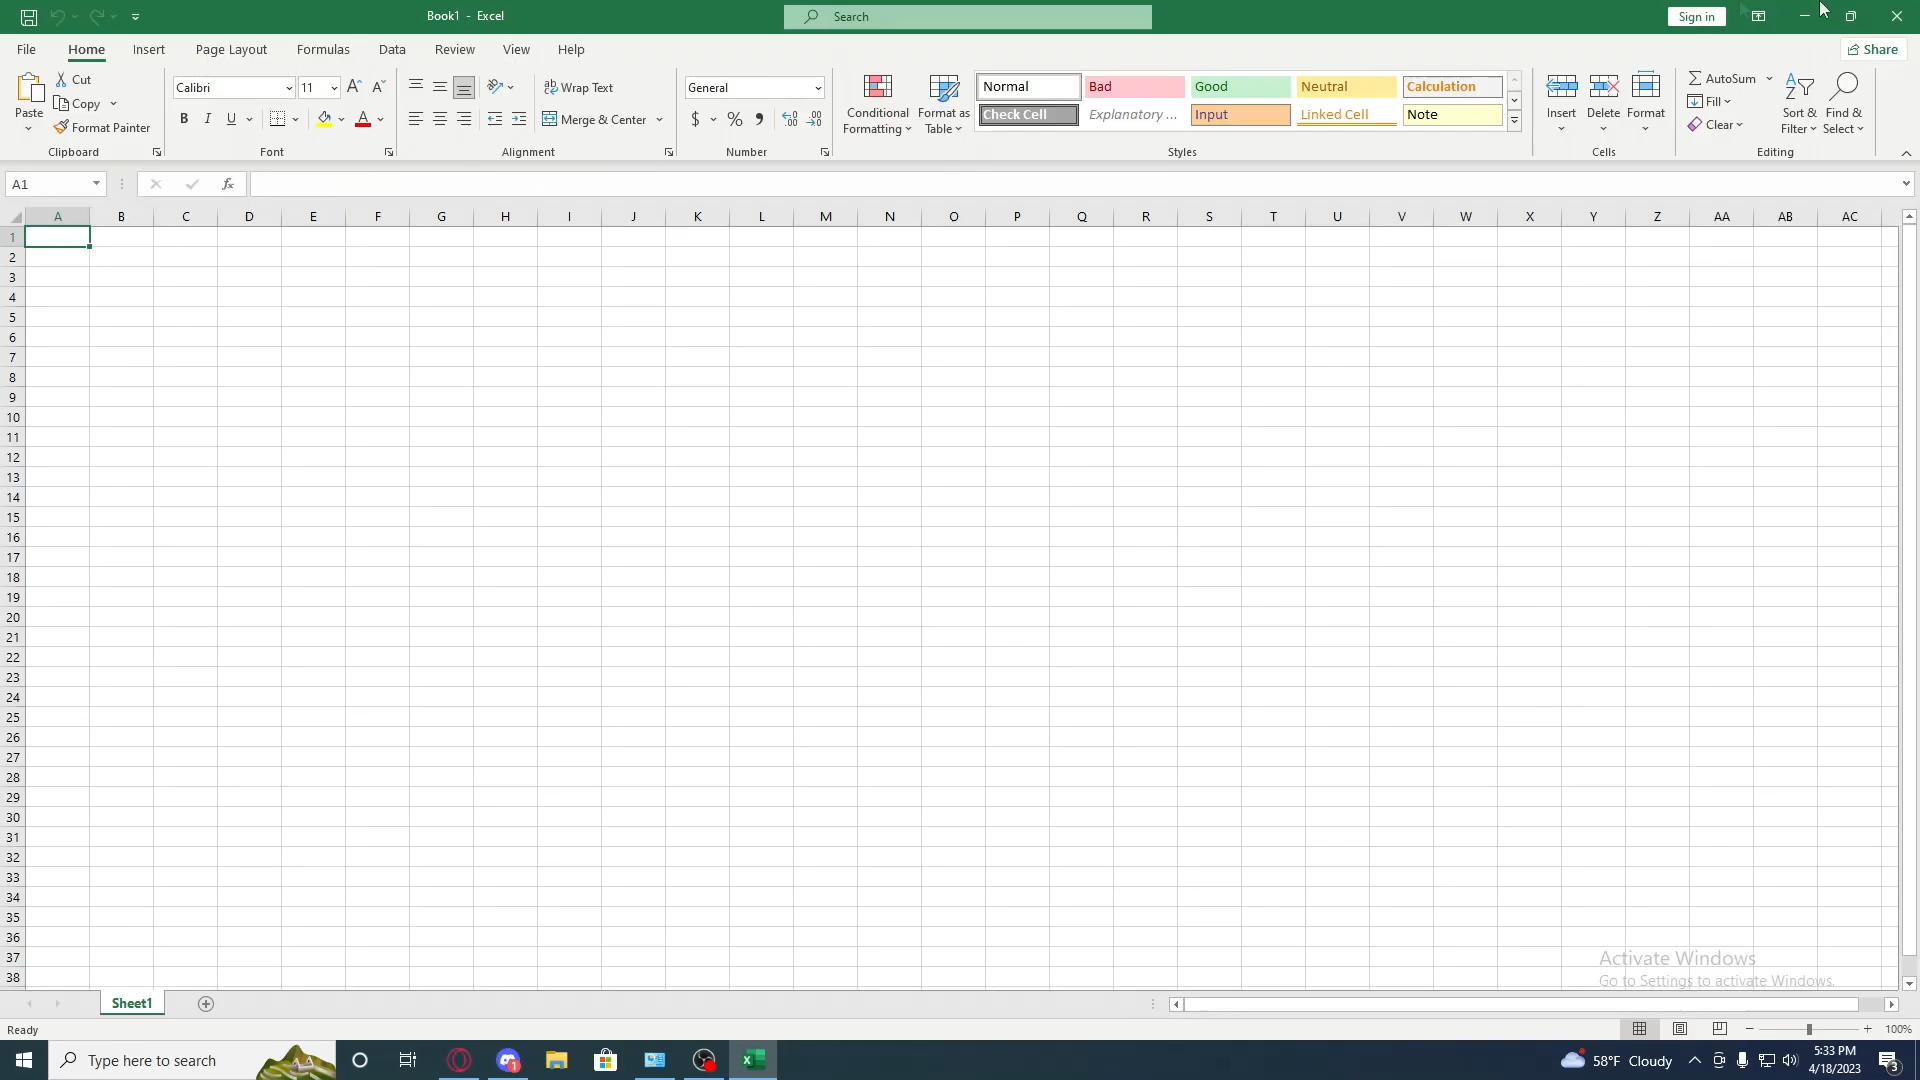 Book1 - Excel
Search
Sign in
File Home Insert Page Layout Formulas Data Review View Help
Share
Paste
Cut
Copy
Format Painter
Clipboard
Calibri 11
B I U
Font
Wrap Text
Merge & Center
Alignment
General
$ % ,
Number
Conditional Formatting
Format as Table
Normal Bad Good Neutral Calculation
Check Cell Explanatory ... Input Linked Cell Note
Styles
Insert Delete Format
Cells
AutoSum
Fill
Clear
Sort & Filter
Find & Select
Editing
A1
fx
A B C D E F G H I J K L M N O P Q R S T U V W X Y Z AA AB AC
1
2
3
4
5
6
7
8
9
10
11
12
13
14
15
16
17
18
19
20
21
22
23
24
25
26
27
28
29
30
31
32
33
34
35
36
37
38
Activate Windows
Go to Settings to activate Windows.
Sheet1
Ready
100%
Type here to search
1
58°F Cloudy
5:33 PM
4/18/2023
3